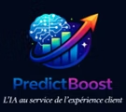 PredictBoost
L'IA au service de l'expérience client